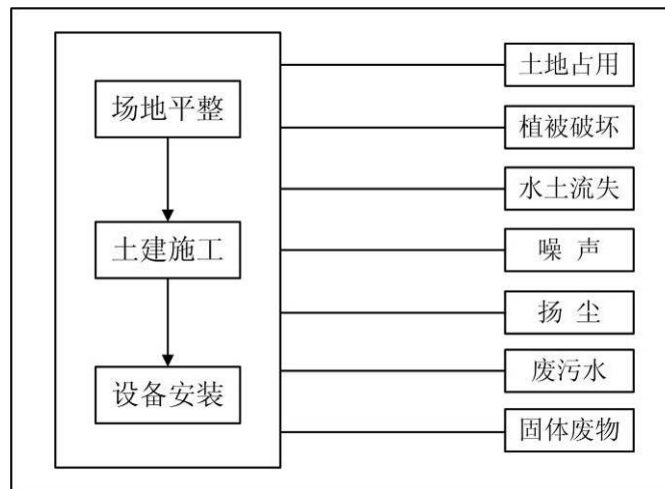 场地平整
土建施工
设备安装
土地占用
植被破坏
水土流失
噪 声
扬 尘
废污水
固体废物